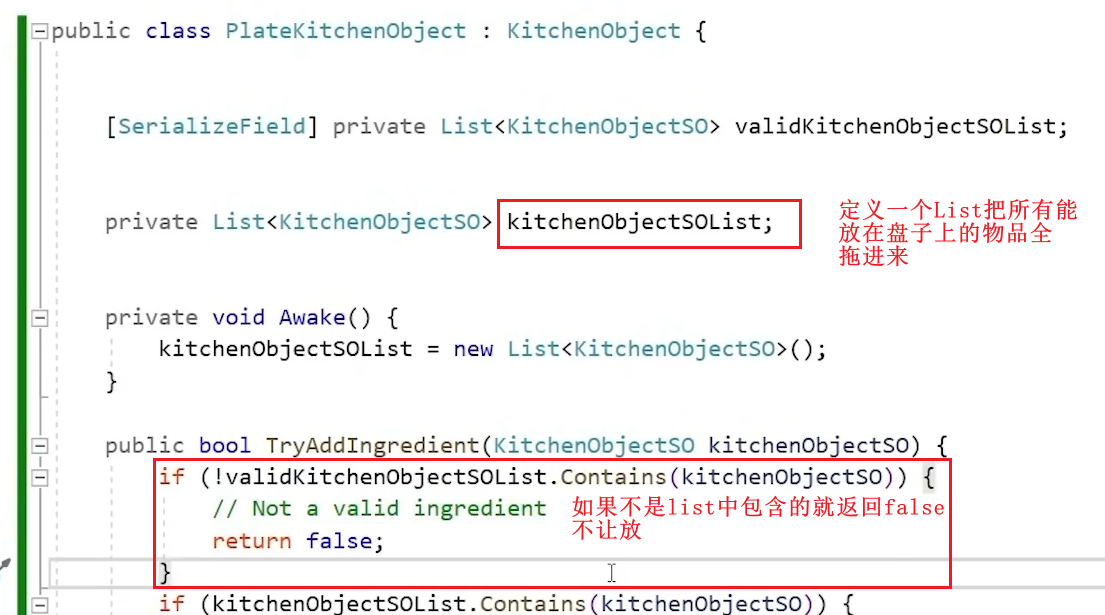 public class PlateKitchenObject : KitchenObject {
[SerializeField] private List<KitchenObjectSO> validKitchenObjectSOList;
private List<KitchenObjectSO> kitchenObjectSOList;
定义一个List把所有能
放在盘子上的物品全
拖进来
private void Awake() {
kitchenObjectSOList = new List<KitchenObjectSO>();
}
public bool TryAddIngredient(KitchenObjectSO kitchenObjectSO) {
if (!validKitchenObjectSOList.Contains(kitchenObjectSO)) {
// Not a valid ingredient
如果不是list中包含的就返回false
不让放
return false;
}
if (kitchenObjectSOList.Contains(kitchenObjectSO)) {